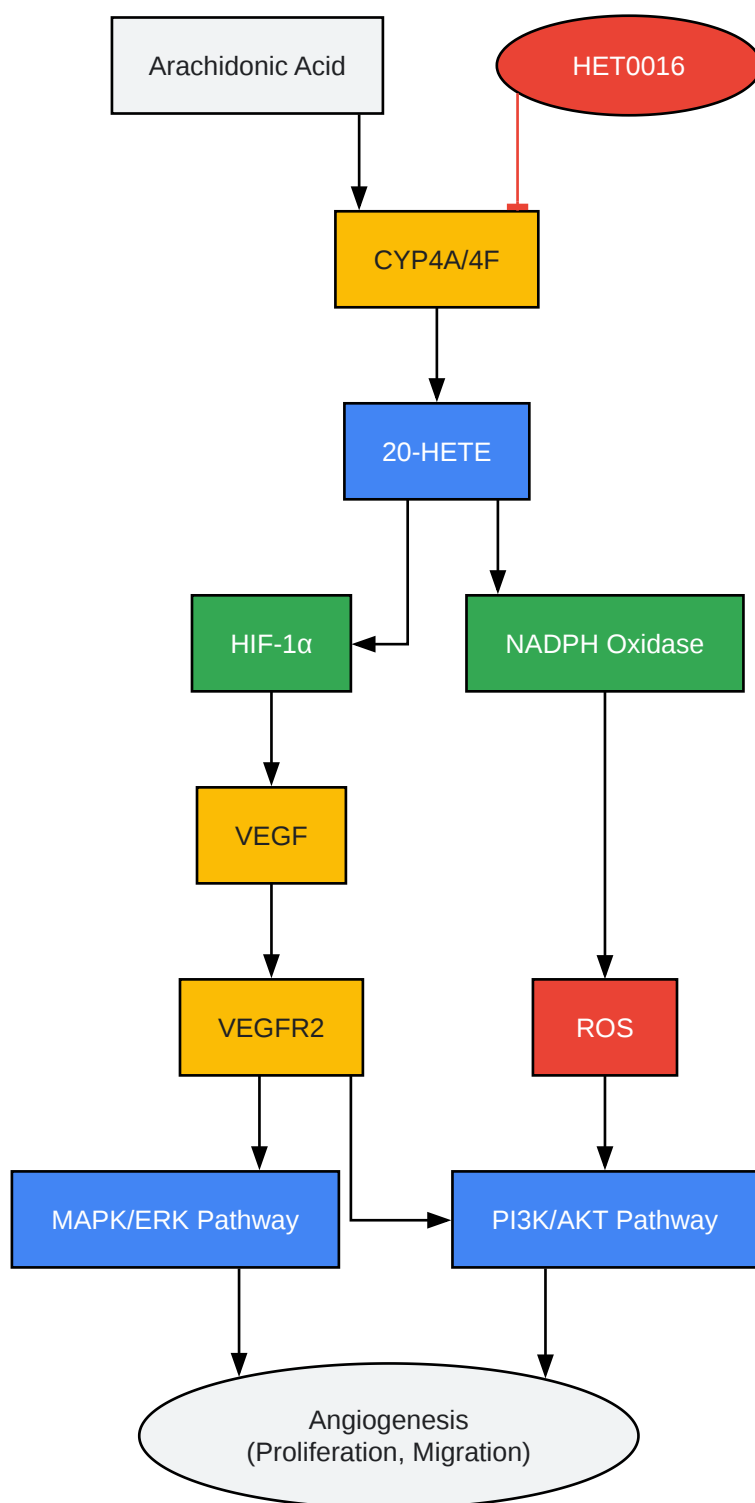 Arachidonic Acid
HET0016
CYP4A/4F
20-HETE
HIF-1α
NADPH Oxidase
VEGF
VEGFR2
ROS
MAPK/ERK Pathway
PI3K/AKT Pathway
Angiogenesis
(Proliferation, Migration)